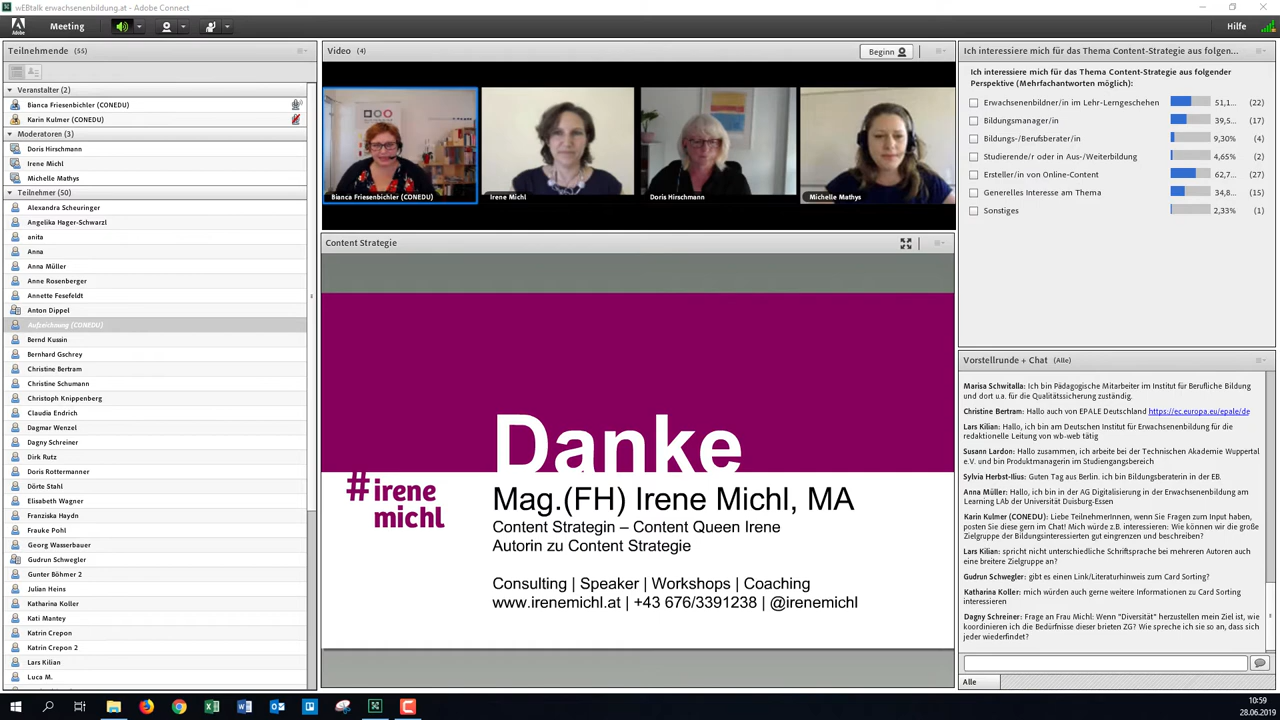 wEBtalk erwachsenenbildung.at - Adobe Connect
Meeting
Hilfe
Teilnehmende (55)
Veranstalter (2)
Bianca Friesenbichler (CONEDU)
Karin Kulmer (CONEDU)
Moderatoren (3)
Doris Hirschmann
Irene Michl
Michelle Mathys
Teilnehmer (50)
Alexandra Scheuringer
Angelika Hager-Schwarzl
anita
Anna
Anna Müller
Anne Rosenberger
Annette Fesefeldt
Anton Dippel
Aufzeichnung (CONEDU)
Bernd Kussin
Bernhard Gschrey
Christine Bertram
Christine Schumann
Christoph Knippenberg
Claudia Endrich
Dagmar Wenzel
Dagny Schreiner
Dirk Rutz
Doris Rottermanner
Dörte Stahl
Elisabeth Wagner
Franziska Haydn
Frauke Pohl
Georg Wasserbauer
Gudrun Schwegler
Gunter Böhmer 2
Julian Heins
Katharina Koller
Kati Mantey
Katrin Crepon
Katrin Crepon 2
Lars Kilian
Luca M.
Video (4)
Beginn
Bianca Friesenbichler (CONEDU)
Irene Michl
Doris Hirschmann
Michelle Mathys
Content Strategie
Danke
#irene
michl
Mag.(FH) Irene Michl, MA
Content Strategin – Content Queen Irene
Autorin zu Content Strategie
Consulting | Speaker | Workshops | Coaching
www.irenemichl.at | +43 676/3391238 | @irenemichl
Ich interessiere mich für das Thema Content-Strategie aus folgen...
Ich interessiere mich für das Thema Content-Strategie aus folgender
Perspektive (Mehrfachantworten möglich):
Erwachsenenbildner/in im Lehr-Lerngeschehen 51,1... (22)
Bildungsmanager/in 39,5... (17)
Bildungs-/Berufsberater/in 9,30% (4)
Studierende/r oder in Aus-/Weiterbildung 4,65% (2)
Ersteller/in von Online-Content 62,7... (27)
Generelles Interesse am Thema 34,8... (15)
Sonstiges 2,33% (1)
Vorstellrunde + Chat (Alle)
Marisa Schwitalla: Ich bin Pädagogische Mitarbeiter im Institut für Berufliche Bildung
und dort u.a. für die Qualitätssicherung zuständig.
Christine Bertram: Hallo auch von EPALE Deutschland https://ec.europa.eu/epale/de
Lars Kilian: Hallo, ich bin am Deutschen Institut für Erwachsenenbildung für die
redaktionelle Leitung von wb-web tätig
Susann Lardon: Hallo zusammen, ich arbeite bei der Technischen Akademie Wuppertal
e.V. und bin Produktmanagerin im Studiengangsbereich
Sylvia Herbst-Ilius: Guten Tag aus Berlin. ich bin Bildungsberaterin in der EB.
Anna Müller: Hallo, ich bin in der AG Digitalisierung in der Erwachsenenbildung am
Learning LAb der Universität Duisburg-Essen
Karin Kulmer (CONEDU): Liebe TeilnehmerInnen, wenn Sie Fragen zum Input haben,
posten Sie diese gern im Chat! Mich würde z.B. interessieren: Wie können wir die große
Zielgruppe der Bildungsinteressierten gut eingrenzen und beschreiben?
Lars Kilian: spricht nicht unterschiedliche Schriftsprache bei mehreren Autoren auch
eine breitere Zielgruppe an?
Gudrun Schwegler: gibt es einen Link/Literaturhinweis zum Card Sorting?
Katharina Koller: mich würden auch gerne weitere Informationen zu Card Sorting
interessieren
Dagny Schreiner: Frage an Frau Michl: Wenn "Diversität" herzustellen mein Ziel ist, wie
koordinieren ich die Bedürfnisse dieser brieten ZG? Wie spreche ich sie so an, dass sich
jeder wiederfindet?
Alle
10:59
28.06.2019